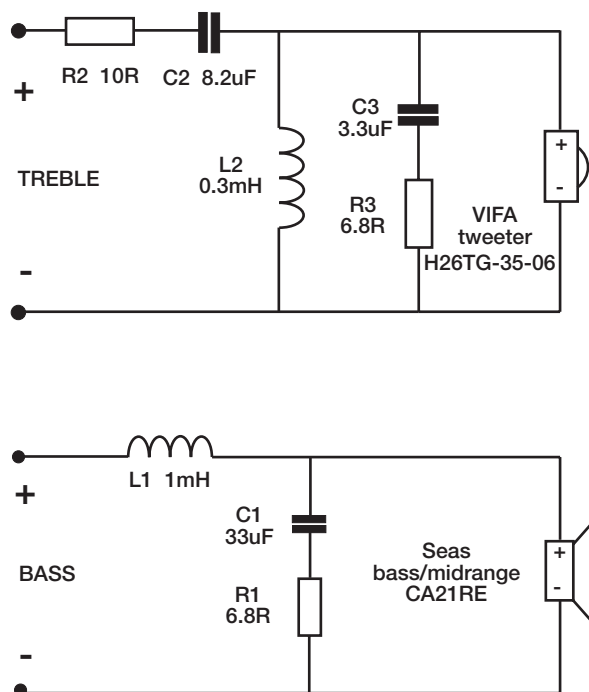 R2 10R
C2 8.2uF
+
C3
3.3uF
TREBLE
L2
0.3mH
R3
6.8R
+
-
VIFA
tweeter
H26TG-35-06
-
L1 1mH
+
C1
33uF
BASS
R1
6.8R
Seas
bass/midrange
CA21RE
+
-
-